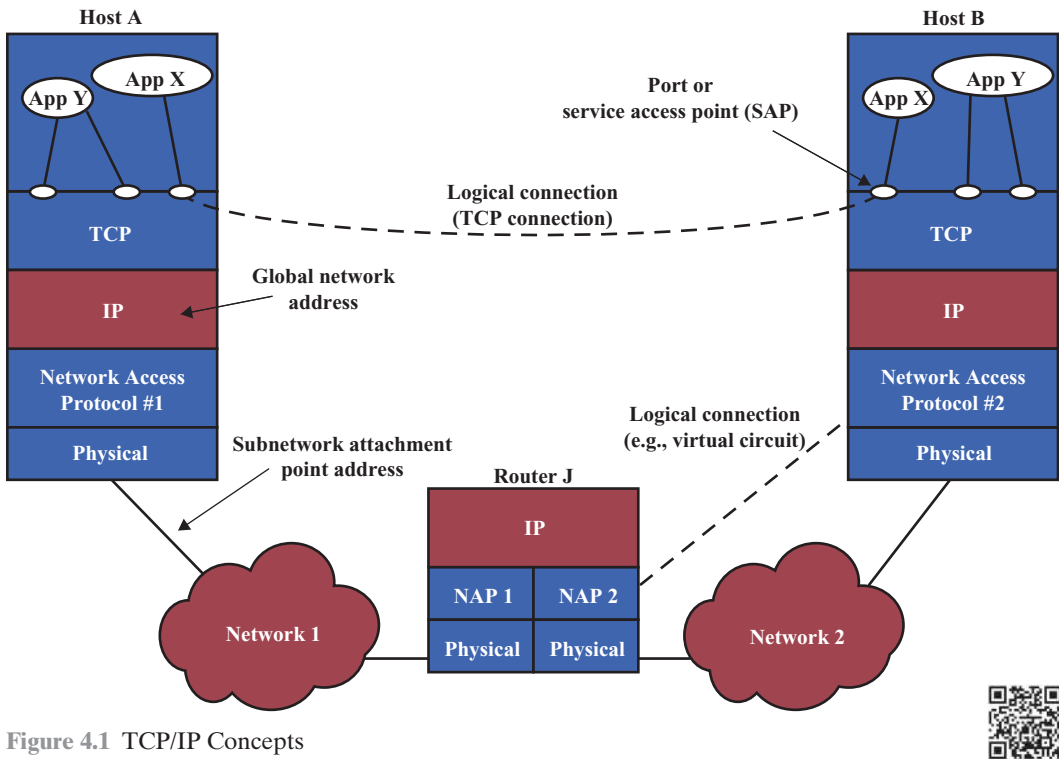 Host A
Host B
App X
App Y
Port or
service access point (SAP)
App X
App Y
Logical connection
(TCP connection)
TCP
TCP
Global network
address
IP
IP
Network Access
Protocol #1
Network Access
Protocol #2
Logical connection
(e.g., virtual circuit)
Physical
Physical
Subnetwork attachment
point address
Router J
IP
NAP 1
NAP 2
Network 1
Network 2
Physical
Physical
Figure 4.1 TCP/IP Concepts